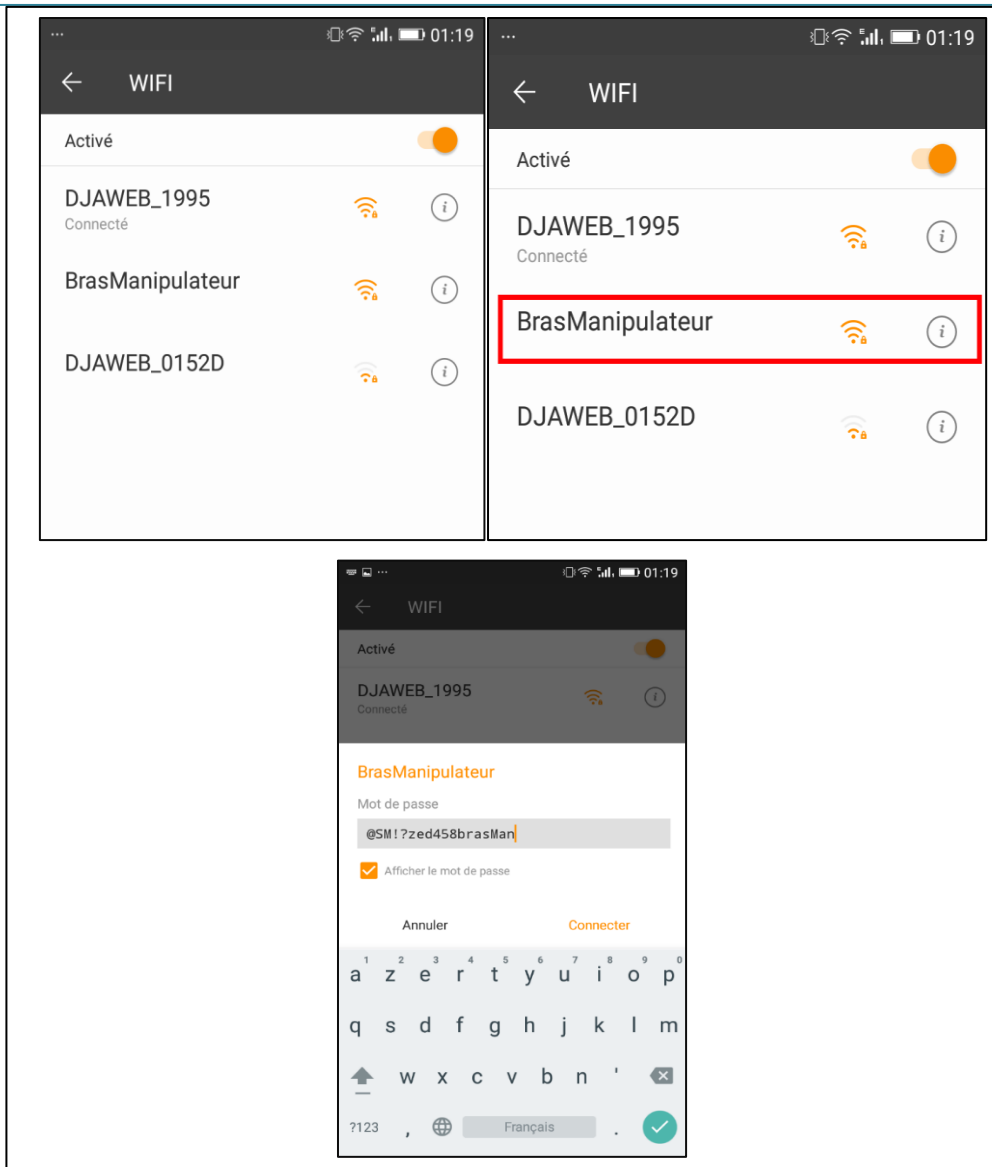 ... 01:19
WIFI
Activé
DJAWEB_1995
Connecté
BrasManipulateur
DJAWEB_0152D
... 01:19
WIFI
Activé
DJAWEB_1995
Connecté
BrasManipulateur
DJAWEB_0152D
... 01:19
WIFI
Activé
DJAWEB_1995
Connecté
BrasManipulateur
Mot de passe
@SM!?zed458brasMan
Afficher le mot de passe
Annuler Connecter
1 2 3 4 5 6 7 8 9 0
a z e r t y u i o p
q s d f g h j k l m
w x c v b n '
?123 , Français .